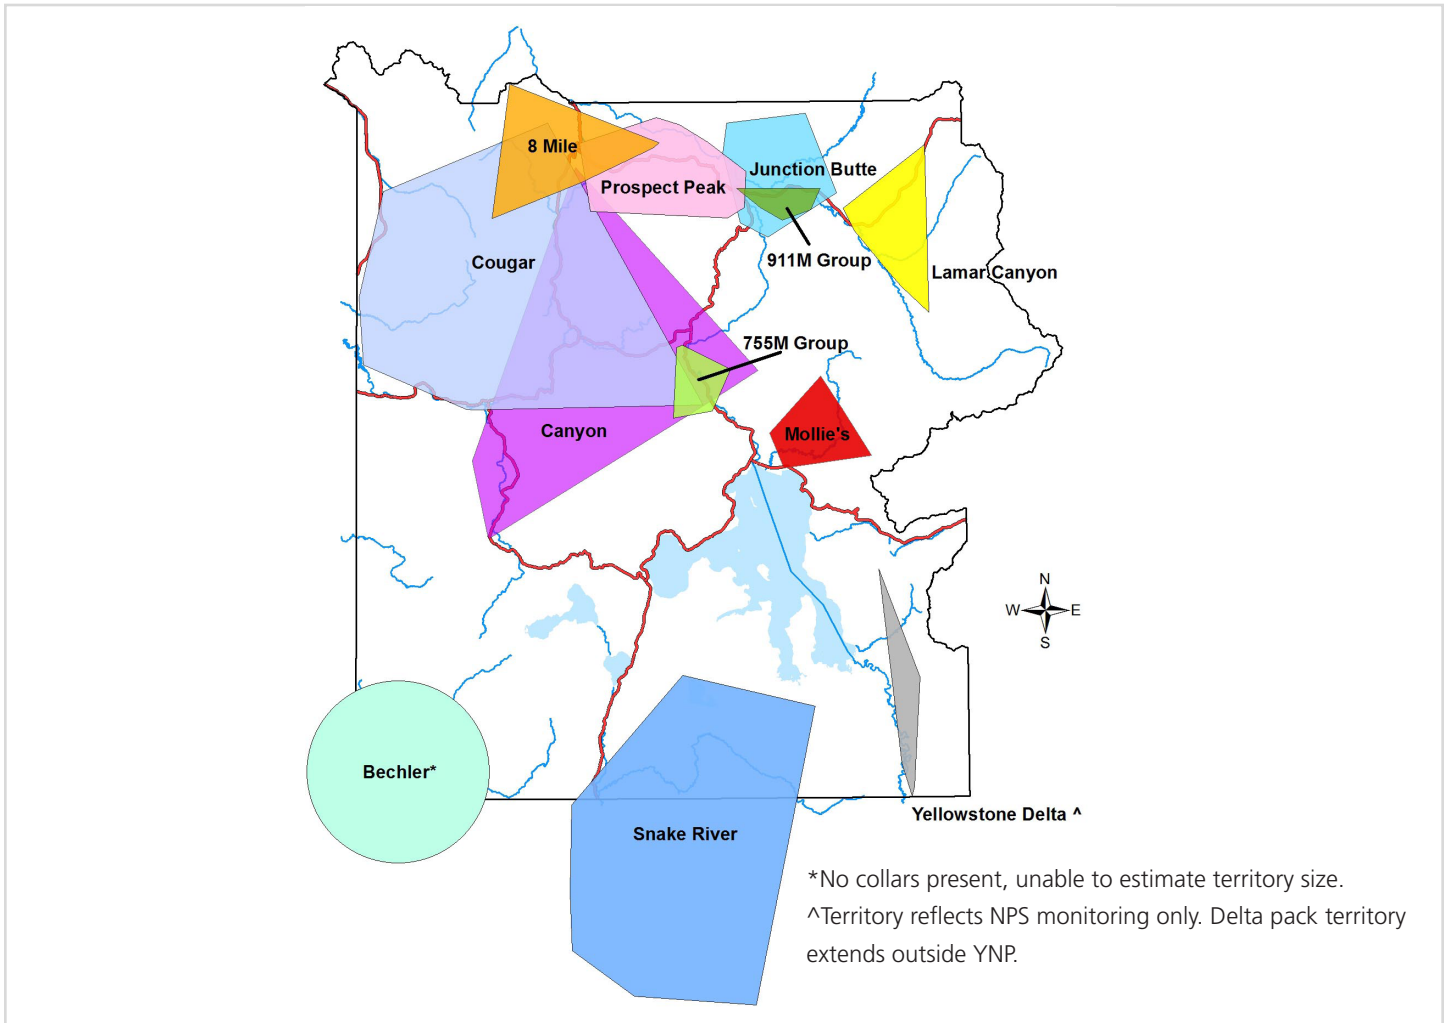 8 Mile
Junction Butte
Prospect Peak
911M Group
Cougar
Lamar Canyon
755M Group
Canyon
Mollie's
N
W E
S
Bechler*
Yellowstone Delta ^
Snake River
*No collars present, unable to estimate territory size.
^Territory reflects NPS monitoring only. Delta pack territory
extends outside YNP.